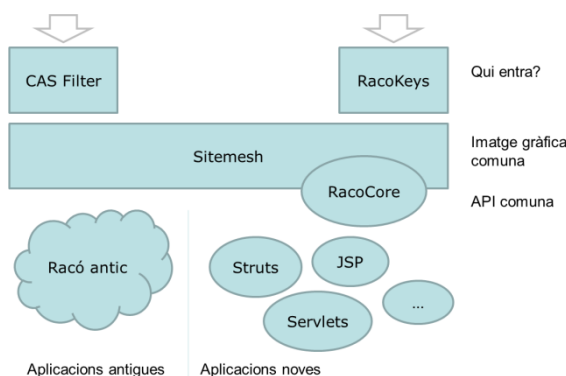 CAS Filter
RacoKeys
Qui entra?
Sitemesh
Imatge gràfica
comuna
RacoCore
API comuna
Racó antic
Struts
JSP
Servlets
...
Aplicacions antigues
Aplicacions noves